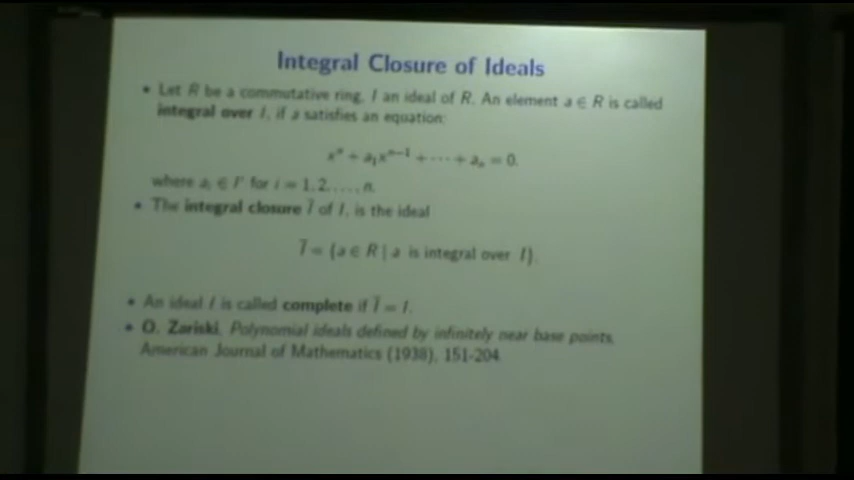 Integral Closure of Ideals
• Let R be a commutative ring, I an ideal of R. An element a ∈ R is called
integral over I, if a satisfies an equation:
xⁿ + a₁xⁿ⁻¹ + ··· + aₙ = 0.
where aᵢ ∈ Iⁱ for i = 1, 2, . . . , n.
• The integral closure Ī of I, is the ideal
Ī = {a ∈ R | a is integral over I}.
• An ideal I is called complete if Ī = I.
• O. Zariski, Polynomial ideals defined by infinitely near base points,
American Journal of Mathematics (1938), 151-204